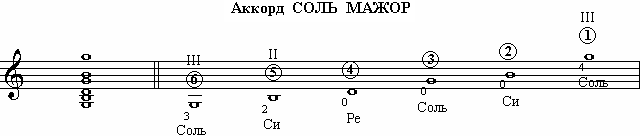 Аккорд СОЛЬ МАЖОР
III II III
6 5 4 3 2 1
3 2 0 0 0 4
Соль Си Ре Соль Си Соль